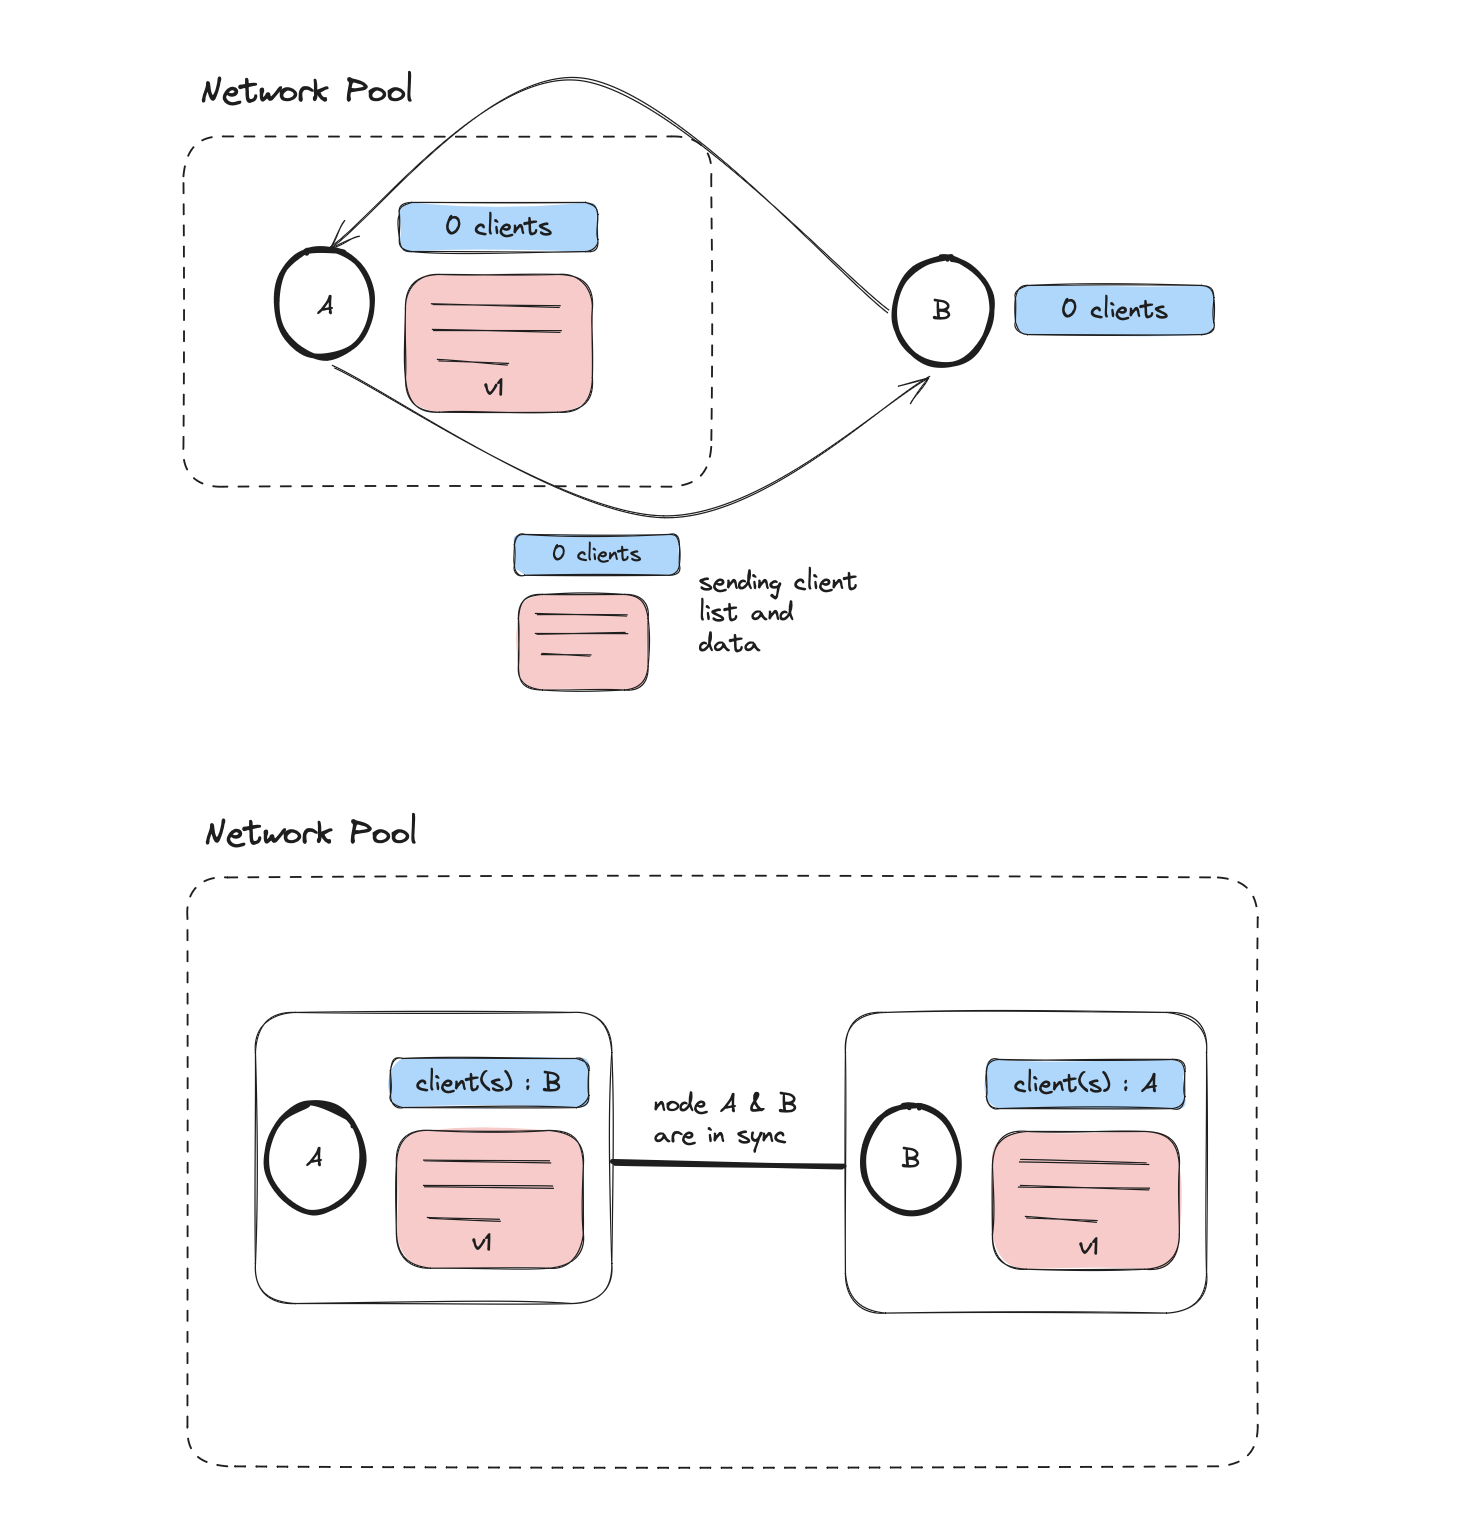 Network Pool
0 clients
A
v1
B
0 clients
0 clients
sending client
list and
data
Network Pool
A
client(s) : B
v1
node A & B
are in sync
B
client(s) : A
v1